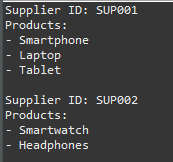 Supplier ID: SUP001
Products:
- Smartphone
- Laptop
- Tablet
Supplier ID: SUP002
Products:
- Smartwatch
- Headphones